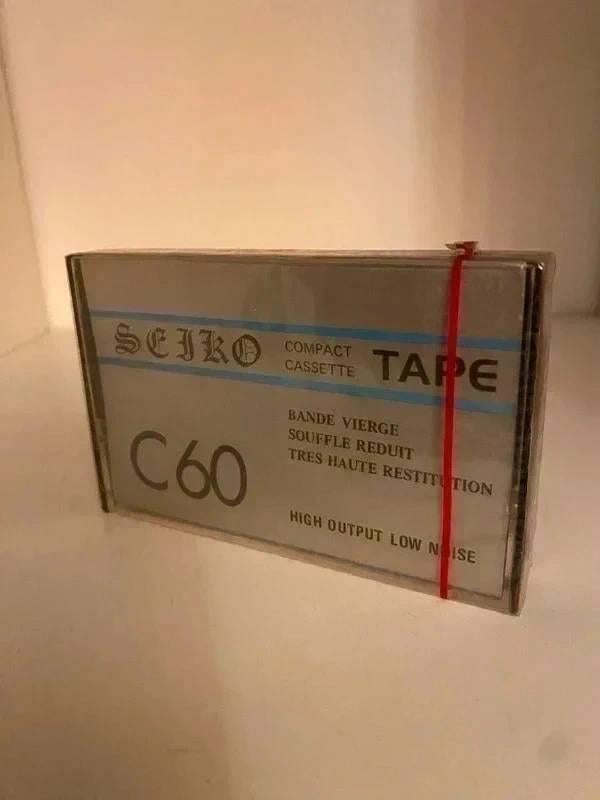 SEIKO
COMPACT
CASSETTE
TAPE
BANDE VIERGE
SOUFFLE REDUIT
TRES HAUTE RESTITUTION
C60
HIGH OUTPUT LOW NOISE